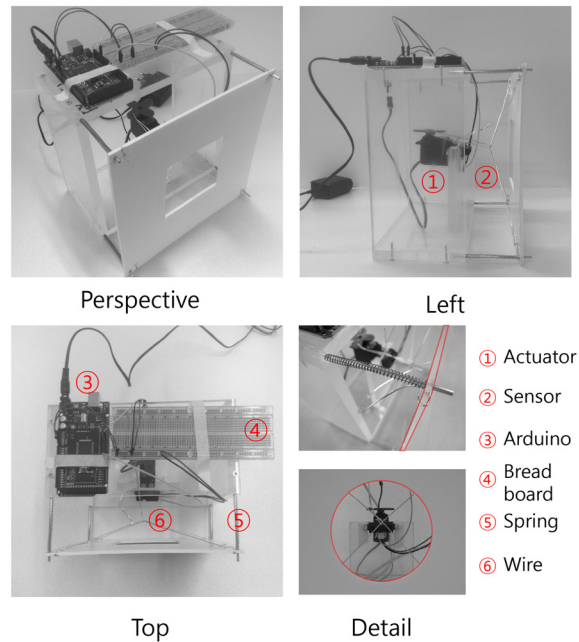 Perspective
Left
①
②
③
④
⑤
⑥
① Actuator
② Sensor
③ Arduino
④ Bread
board
⑤ Spring
⑥ Wire
Top
Detail